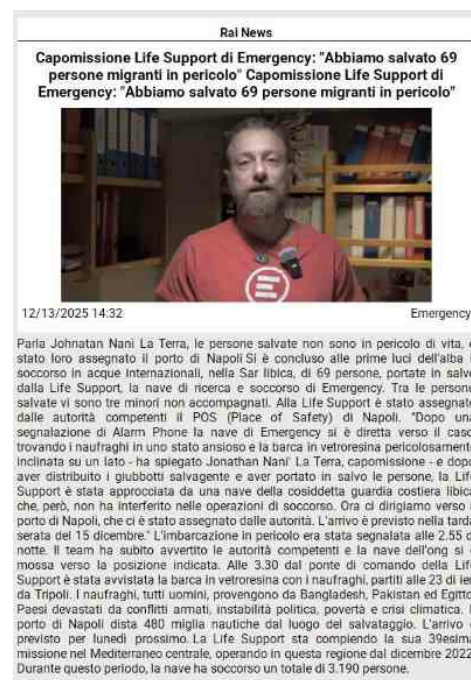 Rai News
Capomissione Life Support di Emergency: "Abbiamo salvato 69
persone migranti in pericolo" Capomissione Life Support di
Emergency: "Abbiamo salvato 69 persone migranti in pericolo"
E
12/13/2025 14:32
Emergency
Parla Johnatan Nani La Terra, le persone salvate non sono in pericolo di vita,
stato loro assegnato il porto di Napoli Si è concluso alle prime luci dell'alba
soccorso in acque internazionali, nella Sar libica, di 69 persone, portate in salvo
dalla Life Support, la nave di ricerca e soccorso di Emergency. Tra le persone
salvate vi sono tre minori non accompagnati. Alla Life Support è stato assegnato
dalle autorità competenti il POS (Place of Safety) di Napoli. "Dopo una
segnalazione di Alarm Phone la nave di Emergency si è diretta verso il caso,
trovando i naufraghi in uno stato ansioso e la barca in vetroresina pericolosamente
inclinata su un lato - ha spiegato Jonathan Nani' La Terra, capomissione - e dopo
aver distribuito i giubbotti salvagente e aver portato in salvo le persone, la Life
Support è stata approcciata da una nave della cosiddetta guardia costiera libica
che, però, non ha interferito nelle operazioni di soccorso. Ora ci dirigiamo verso
porto di Napoli, che ci è stato assegnato dalle autorità. L'arrivo è previsto nella tarda
serata del 15 dicembre." L'imbarcazione in pericolo era stata segnalata alle 2.55 di
notte. Il team ha subito avvertito le autorità competenti e la nave dell'ong si
mossa verso la posizione indicata. Alle 3.30 dal ponte di comando della Life
Support è stata avvistata la barca in vetroresina con i naufraghi, partiti alle 23 di ieri
da Tripoli. I naufraghi, tutti uomini, provengono da Bangladesh, Pakistan ed Egitto.
Paesi devastati da conflitti armati, instabilità politica, povertà e crisi climatica.
porto di Napoli dista 480 miglia nautiche dal luogo del salvataggio. L'arrivo
previsto per lunedì prossimo. La Life Support sta compiendo la sua 39esima
missione nel Mediterraneo centrale, operando in questa regione dal dicembre 2022.
Durante questo periodo, la nave ha soccorso un totale di 3.190 persone.